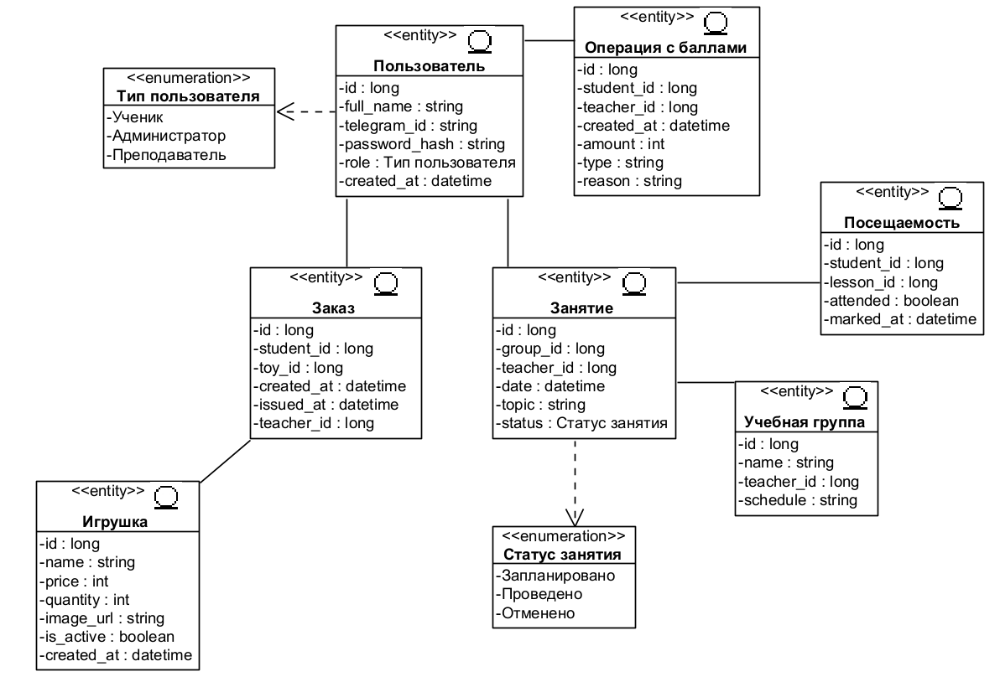 <<entity>>
Операция с баллами
-id : long
-student_id : long
-teacher_id : long
-created_at : datetime
-amount : int
-type : string
-reason : string
<<entity>>
Пользователь
-id : long
-full_name : string
-telegram_id : string
-password_hash : string
-role : Тип пользователя
-created_at : datetime
<<enumeration>>
Тип пользователя
-Ученик
-Администратор
-Преподаватель
<<entity>>
Посещаемость
-id : long
-student_id : long
-lesson_id : long
-attended : boolean
-marked_at : datetime
<<entity>>
Заказ
-id : long
-student_id : long
-toy_id : long
-created_at : datetime
-issued_at : datetime
-teacher_id : long
<<entity>>
Занятие
-id : long
-group_id : long
-teacher_id : long
-date : datetime
-topic : string
-status : Статус занятия
<<entity>>
Учебная группа
-id : long
-name : string
-teacher_id : long
-schedule : string
<<entity>>
Игрушка
-id : long
-name : string
-price : int
-quantity : int
-image_url : string
-is_active : boolean
-created_at : datetime
<<enumeration>>
Статус занятия
-Запланировано
-Проведено
-Отменено